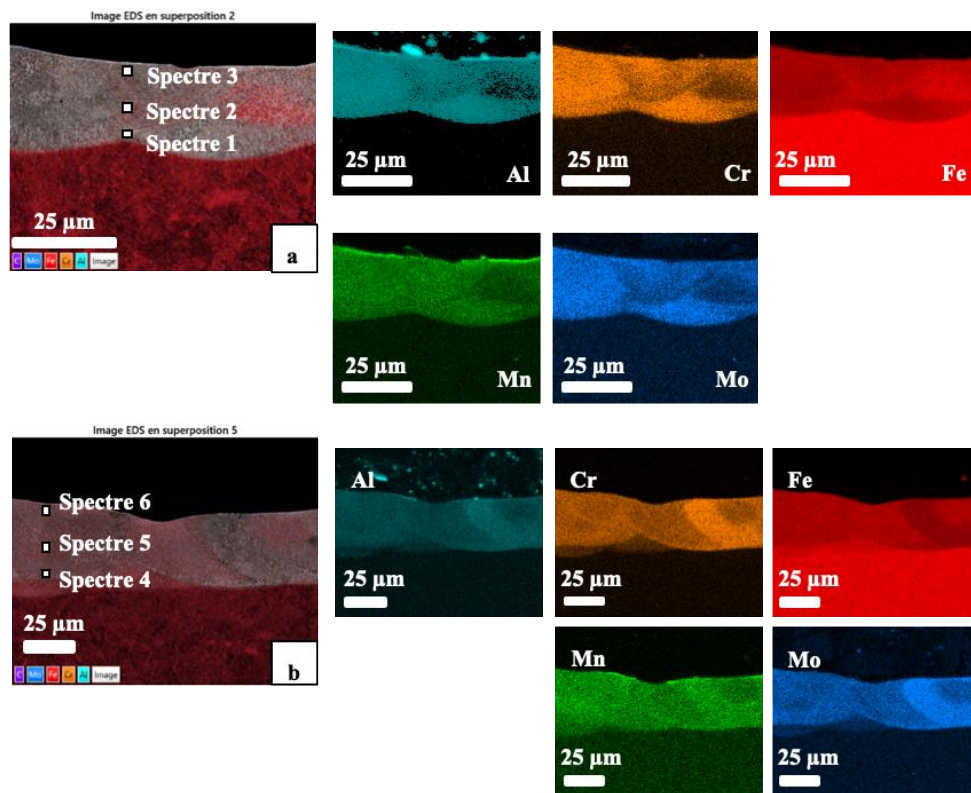 Image EDS en superposition 2
Spectre 3
Spectre 2
Spectre 1
25 µm
a
C Mo Fe Cr Al Image
25 µm
Al
25 µm
Cr
25 µm
Fe
25 µm
Mn
25 µm
Mo
Image EDS en superposition 5
Spectre 6
Spectre 5
Spectre 4
25 µm
b
C Mo Fe Cr Al Image
Al
25 µm
Cr
25 µm
Fe
25 µm
Mn
25 µm
Mo
25 µm